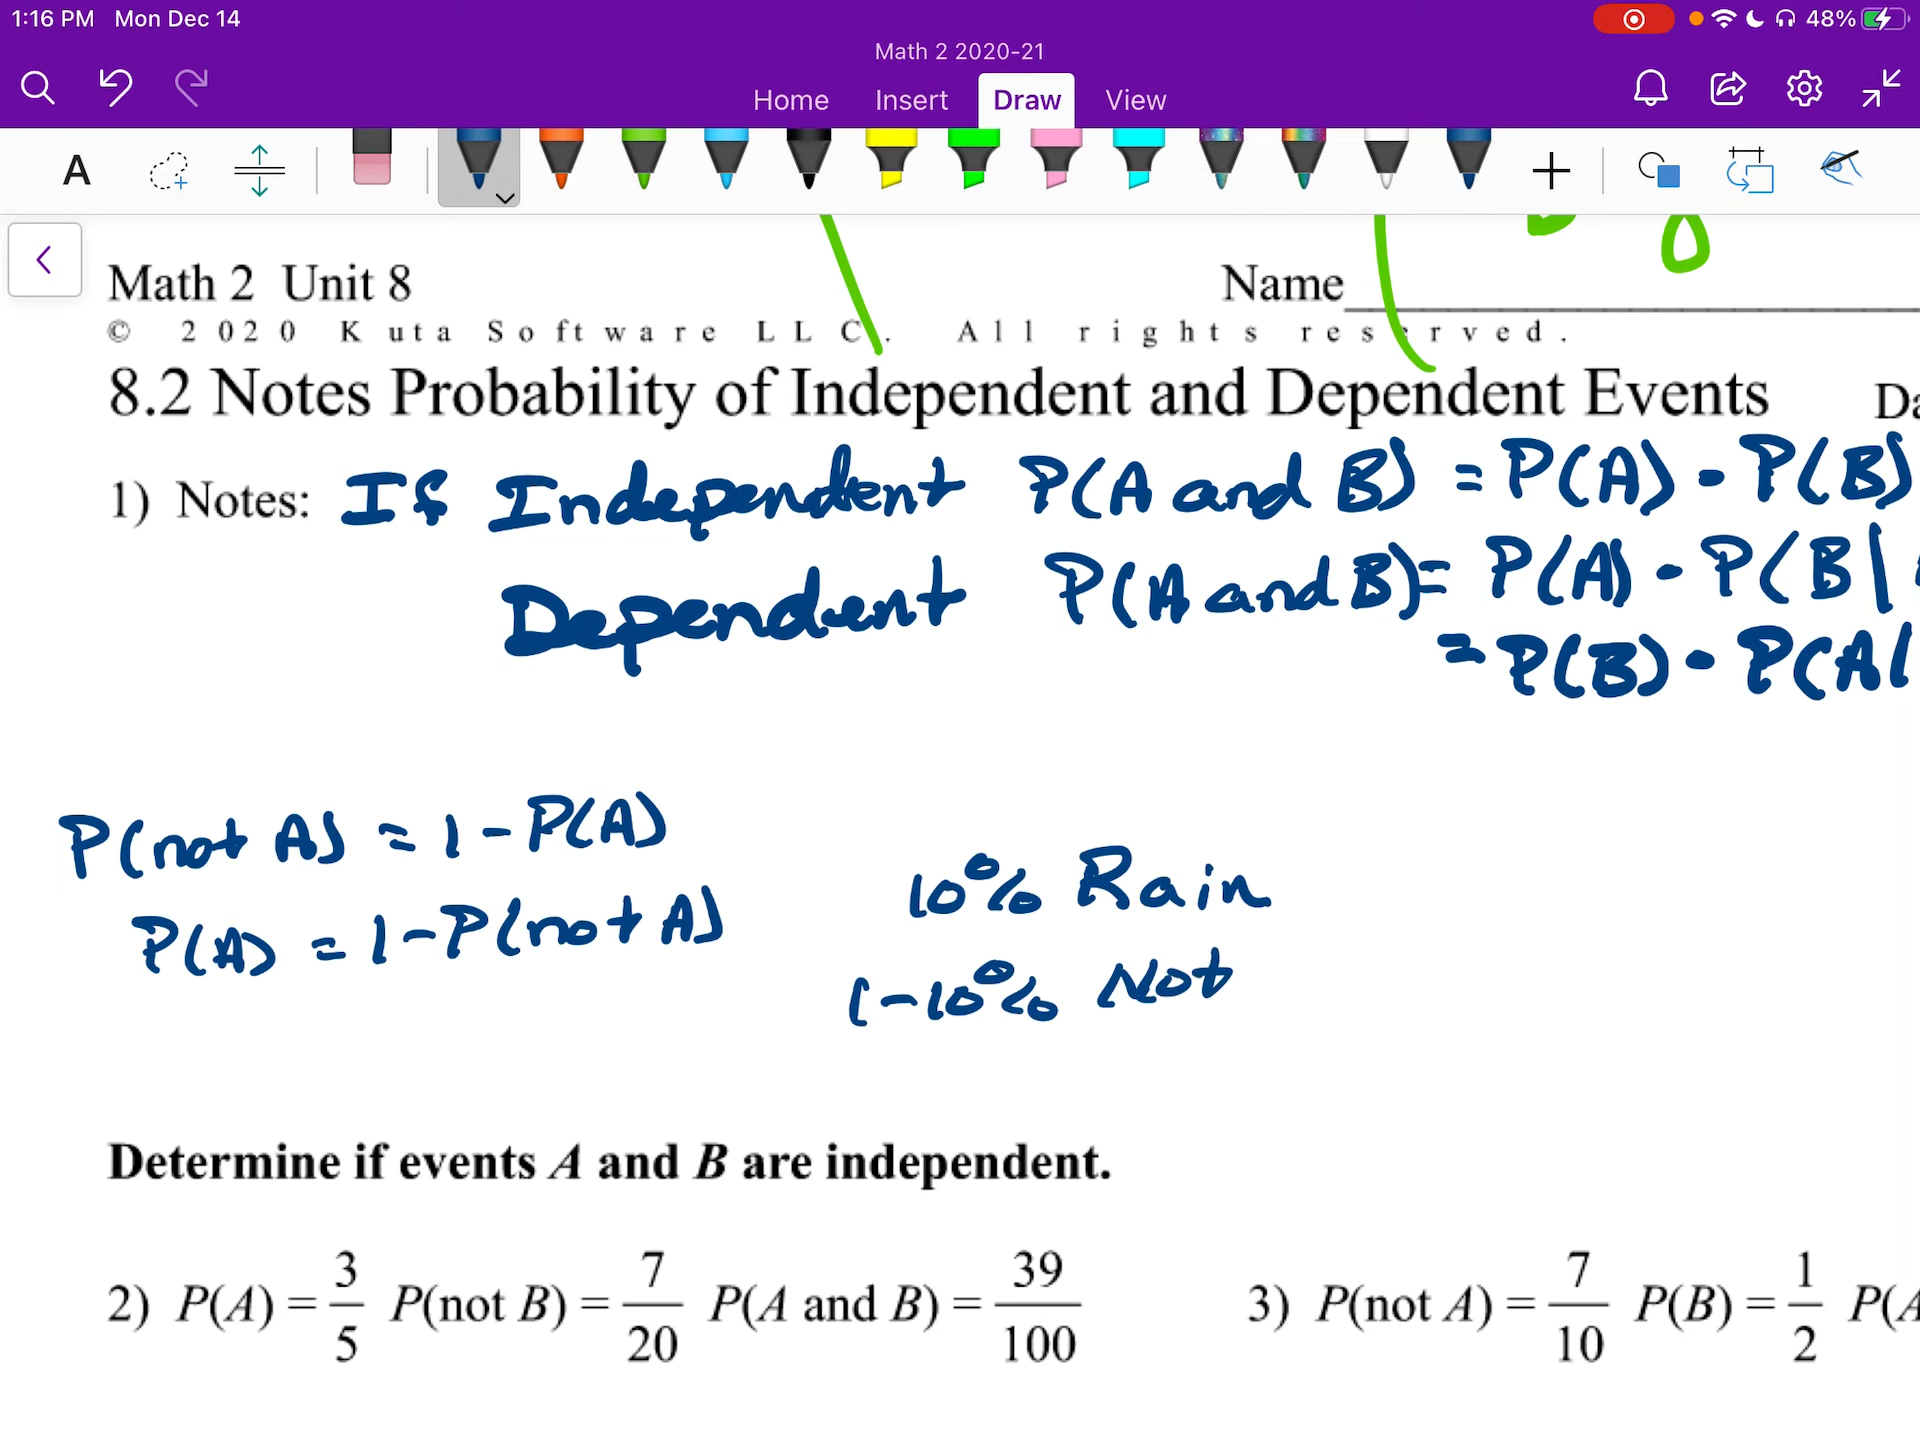 1:16 PM Mon Dec 14
48%
Math 2 2020-21
Home Insert Draw View
A
Math 2 Unit 8 Name
© 2020 Kuta Software LLC. All rights reserved.
8.2 Notes Probability of Independent and Dependent Events
1) Notes: If Independent P(A and B) = P(A) • P(B)
Dependent P(A and B) = P(A) • P(B|
= P(B) • P(A|
P(not A) = 1 - P(A)
P(A) = 1 - P(not A)
10% Rain
1 - 10% Not
Determine if events A and B are independent.
2) P(A) = 3/5 P(not B) = 7/20 P(A and B) = 39/100 3) P(not A) = 7/10 P(B) = 1/2 P(A